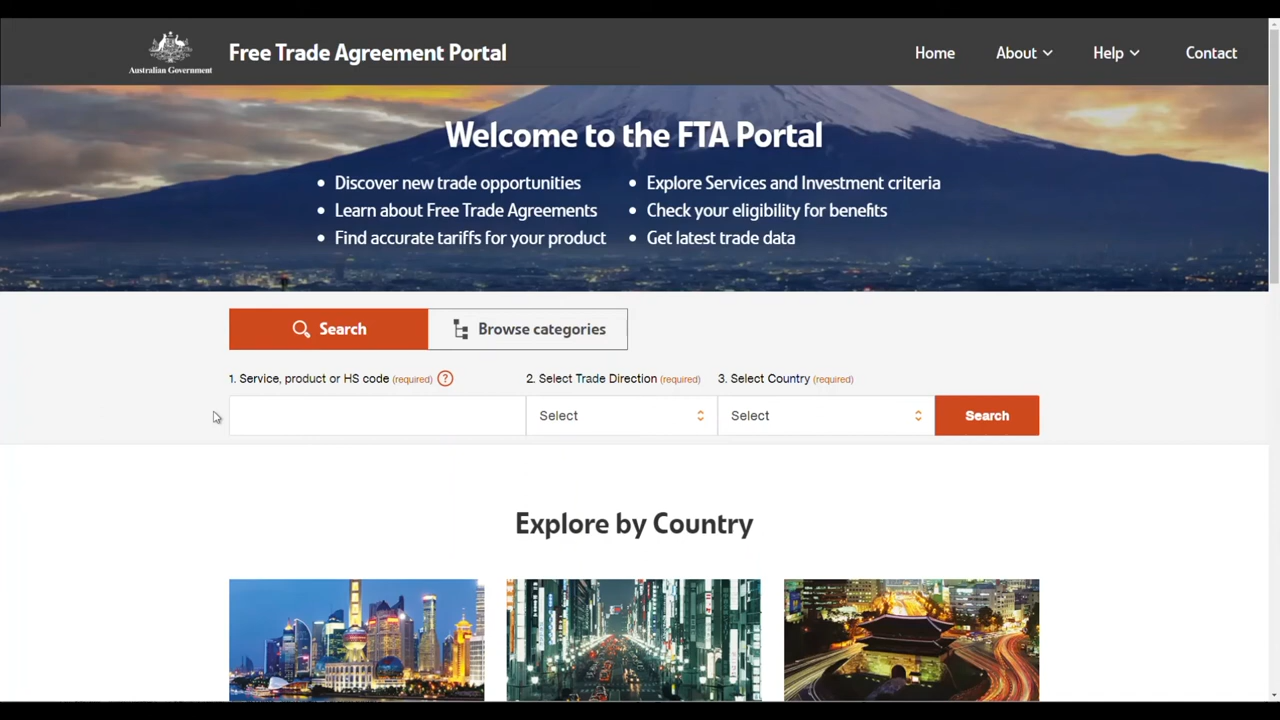 Australian Government
Free Trade Agreement Portal
Home
About
Help
Contact
Welcome to the FTA Portal
Discover new trade opportunities
Learn about Free Trade Agreements
Find accurate tariffs for your product
Explore Services and Investment criteria
Check your eligibility for benefits
Get latest trade data
Search
Browse categories
1. Service, product or HS code (required) ?
2. Select Trade Direction (required)
3. Select Country (required)
Select
Select
Search
Explore by Country